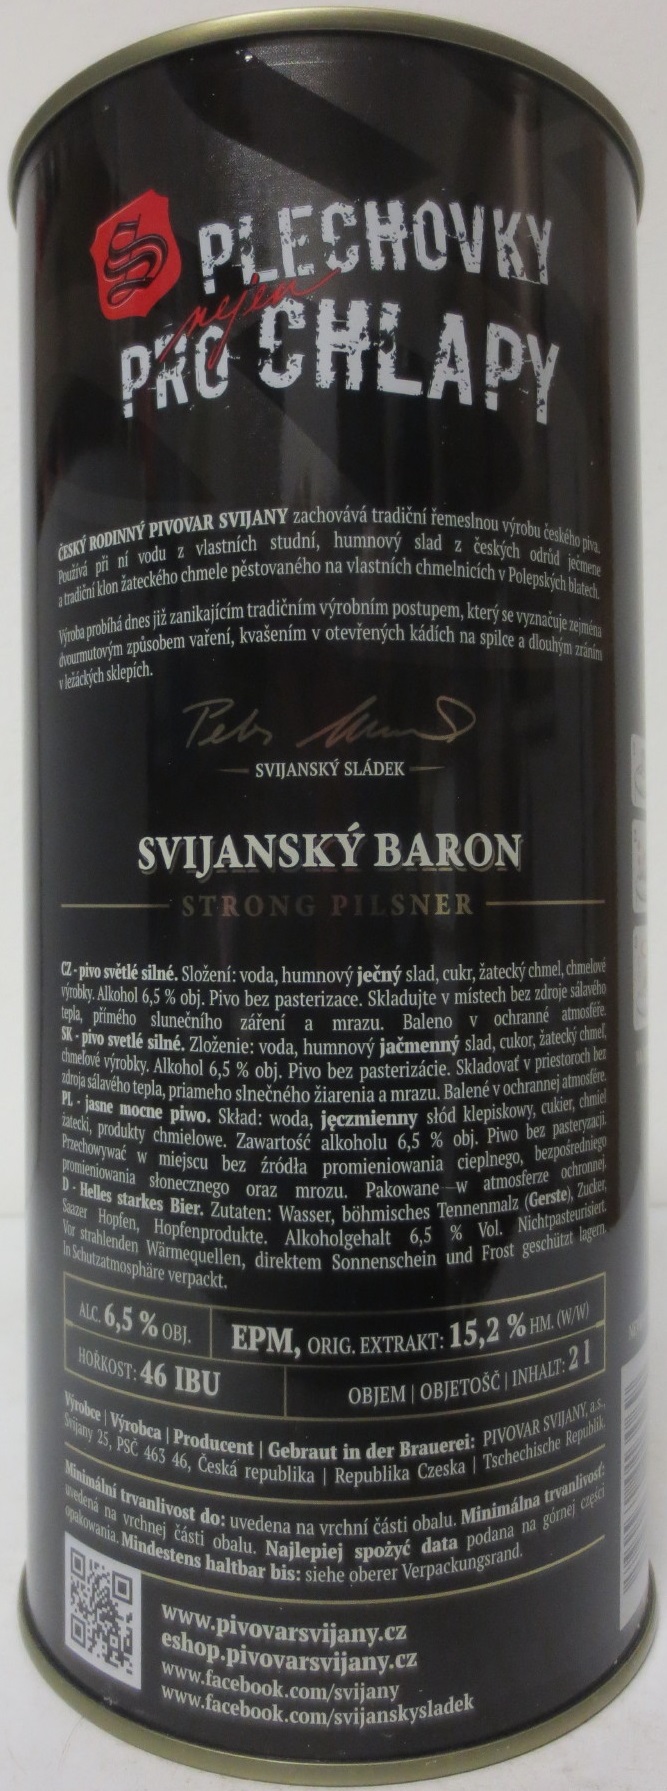 S PLECHOVKY
nejen
PRO CHLAPY
ČESKÝ RODINNÝ PIVOVAR SVIJANY zachovává tradiční řemeslnou výrobu českého piva.
Používá při ní vodu z vlastních studní, humnový slad z českých odrůd ječmene
a tradiční klon žateckého chmele pěstovaného na vlastních chmelnicích v Polepských blatech.
Výroba probíhá dnes již zanikajícím tradičním výrobním postupem, který se vyznačuje zejména
dvourmutovým způsobem vaření, kvašením v otevřených kádích na spilce a dlouhým zráním
v ležáckých sklepích.
SVIJANSKÝ SLÁDEK
SVIJANSKÝ BARON
STRONG PILSNER
CZ - pivo světlé silné. Složení: voda, humnový ječný slad, cukr, žatecký chmel, chmelové
výrobky. Alkohol 6,5 % obj. Pivo bez pasterizace. Skladujte v místech bez zdroje sálavého
tepla, přímého slunečního záření a mrazu. Baleno v ochranné atmosféře.
SK - pivo svetlé silné. Zloženie: voda, humnový jačmenný slad, cukor, žatecký chmeľ,
chmeľové výrobky. Alkohol 6,5 % obj. Pivo bez pasterizácie. Skladovať v priestoroch bez
zdroja sálavého tepla, priameho slnečného žiarenia a mrazu. Balené v ochrannej atmosfére.
PL - jasne mocne piwo. Skład: woda, jęczmienny słód klepiskowy, cukier, chmiel
žatecki, produkty chmielowe. Zawartość alkoholu 6,5 % obj. Piwo bez pasteryzacji.
Przechowywać w miejscu bez źródła promieniowania cieplnego, bezpośredniego
promieniowania słonecznego oraz mrozu. Pakowane w atmosferze ochronnej.
D - Helles starkes Bier. Zutaten: Wasser, böhmisches Tennenmalz (Gerste), Zucker,
Saazer Hopfen, Hopfenprodukte. Alkoholgehalt 6,5 % Vol. Nichtpasteurisiert.
Vor strahlenden Wärmequellen, direktem Sonnenschein und Frost geschützt lagern.
In Schutzatmosphäre verpackt.
ALC. 6,5 % OBJ. EPM, ORIG. EXTRAKT: 15,2 % HM. (W/W)
HOŘKOST: 46 IBU OBJEM | OBJETOŠČ | INHALT: 2 l
Výrobce | Výrobca | Producent | Gebraut in der Brauerei: PIVOVAR SVIJANY, a.s.,
Svijany 25, PSČ 463 46, Česká republika | Republika Czeska | Tschechische Republik.
Minimální trvanlivost do: uvedena na vrchní části obalu. Minimálna trvanlivosť:
uvedená na vrchnej časti obalu. Najlepiej spożyć data podana na górnej części
opakowania. Mindestens haltbar bis: siehe oberer Verpackungsrand.
www.pivovarsvijany.cz
eshop.pivovarsvijany.cz
www.facebook.com/svijany
www.facebook.com/svijanskysladek